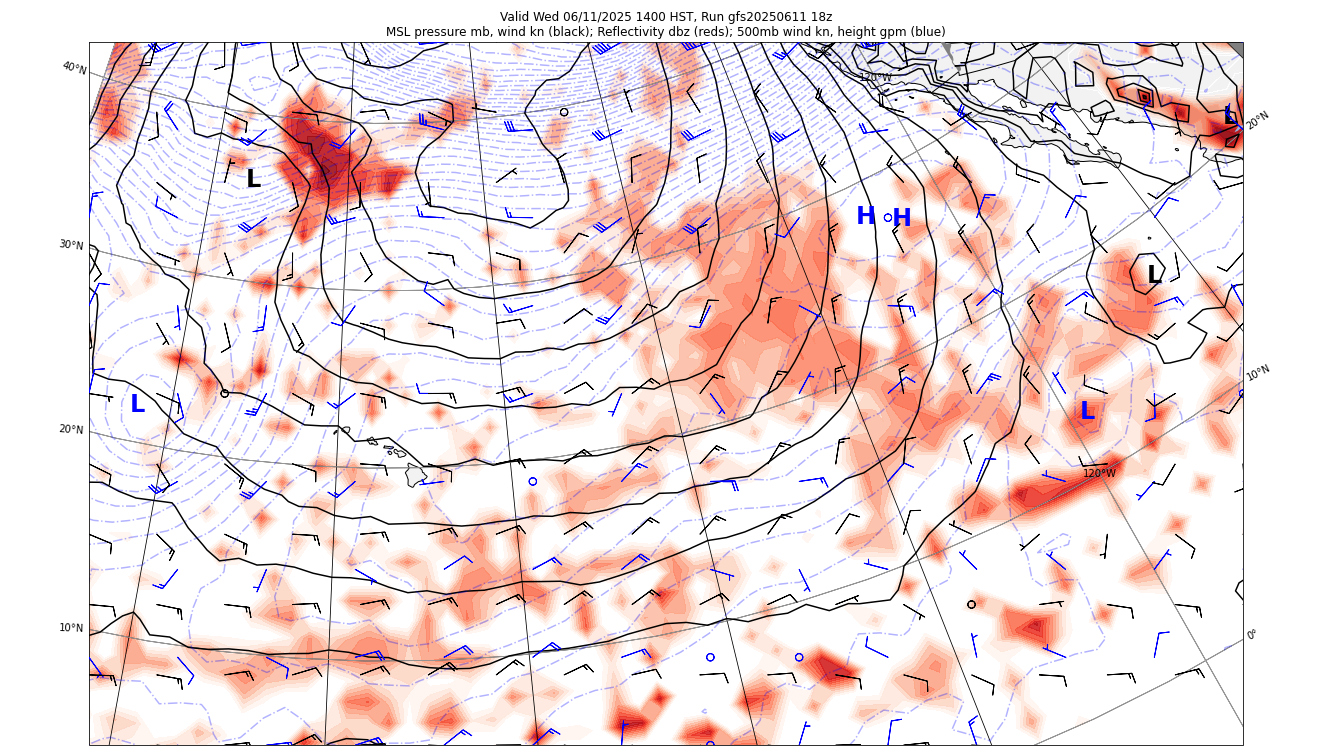 Valid Wed 06/11/2025 1400 HST, Run gfs20250611 18z
MSL pressure mb, wind kn (black); Reflectivity dbz (reds); 500mb wind kn, height gpm (blue)
40°N
120°W
L
20°N
L
H H
30°N
L
10°N
L
L
20°N
120°W
10°N
0°